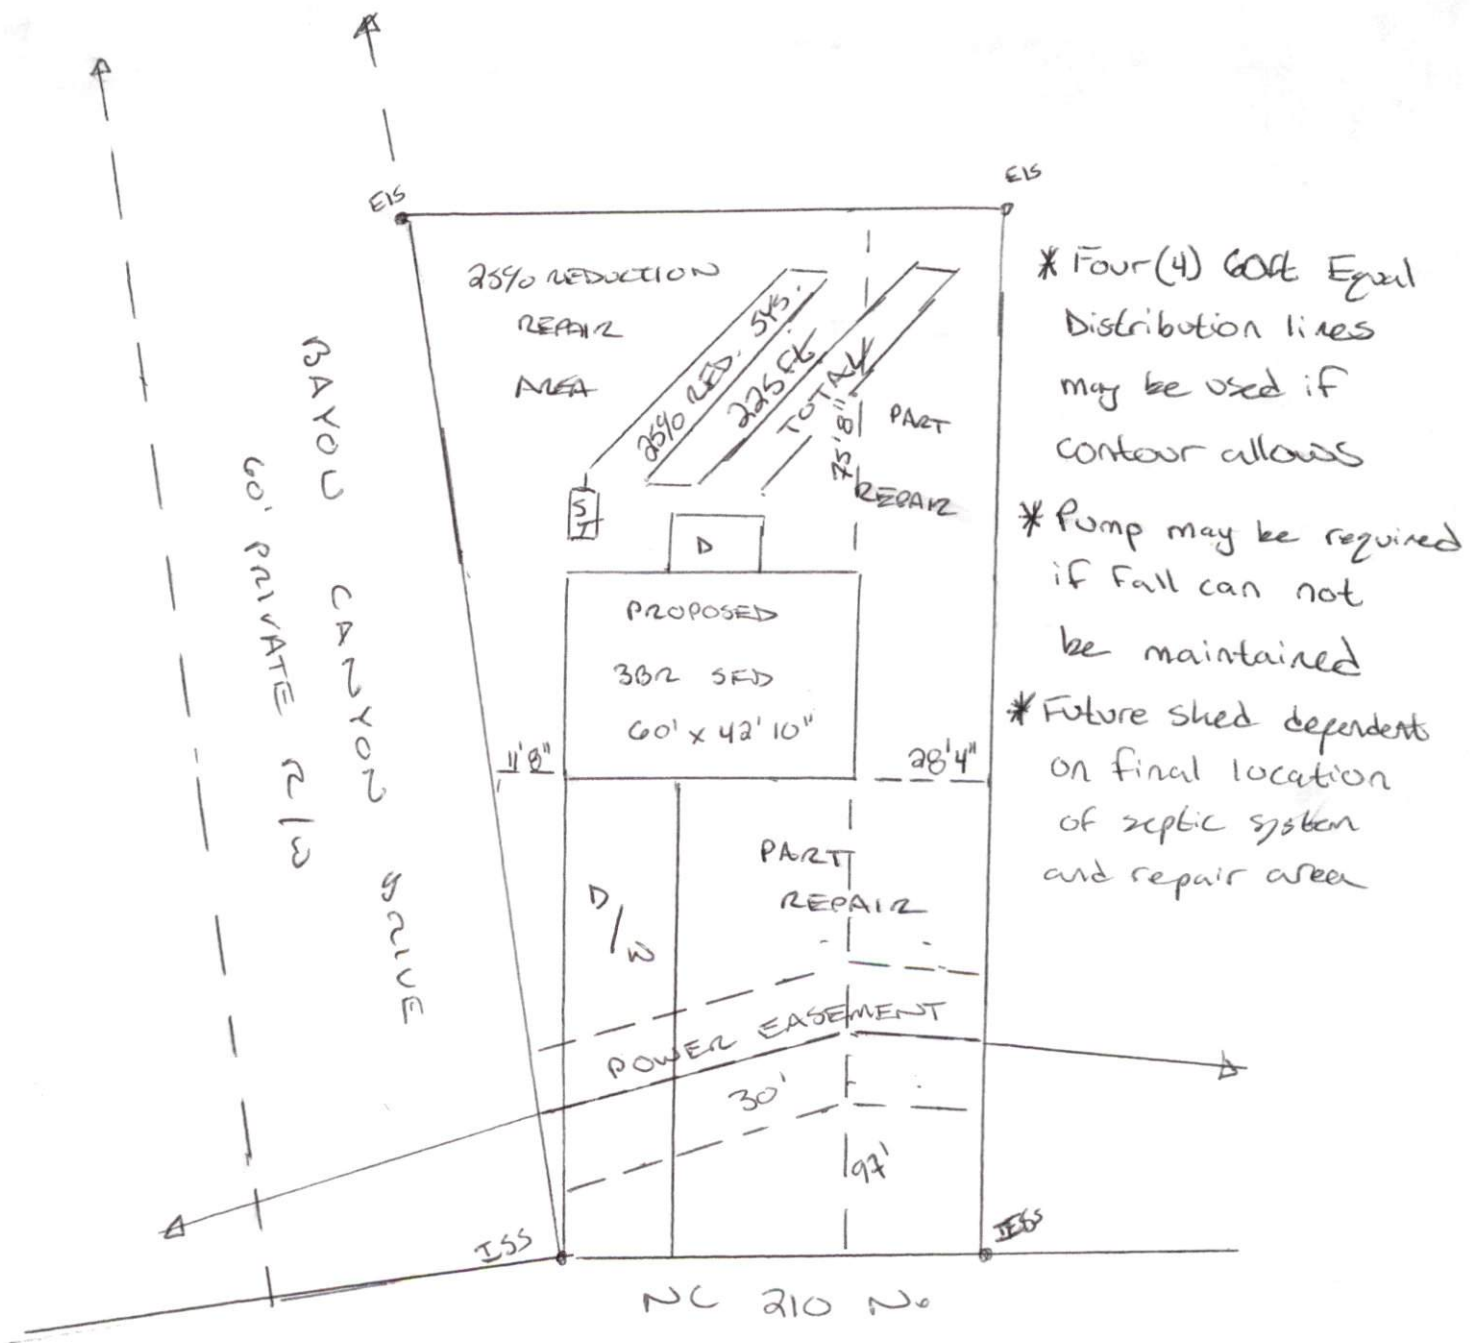 EIS
EIS
25% REDUCTION
REPAIR
AREA
25% RED. SYS.
225 ft
TOTAL
75'8"
PART
REPAIR
ST
D
PROPOSED
3BR SFD
60' x 42'10"
11'8"
28'4"
PART
REPAIR
D/W
POWER EASEMENT
30'
97'
ISS
NC 210 No
BAYOU CANYON DRIVE
60' PRIVATE R/W
* Four (4) 60ft Equal
Distribution lines
may be used if
contour allows
* Pump may be required
if Fall can not
be maintained
* Future shed dependent
on final location
of septic system
and repair area